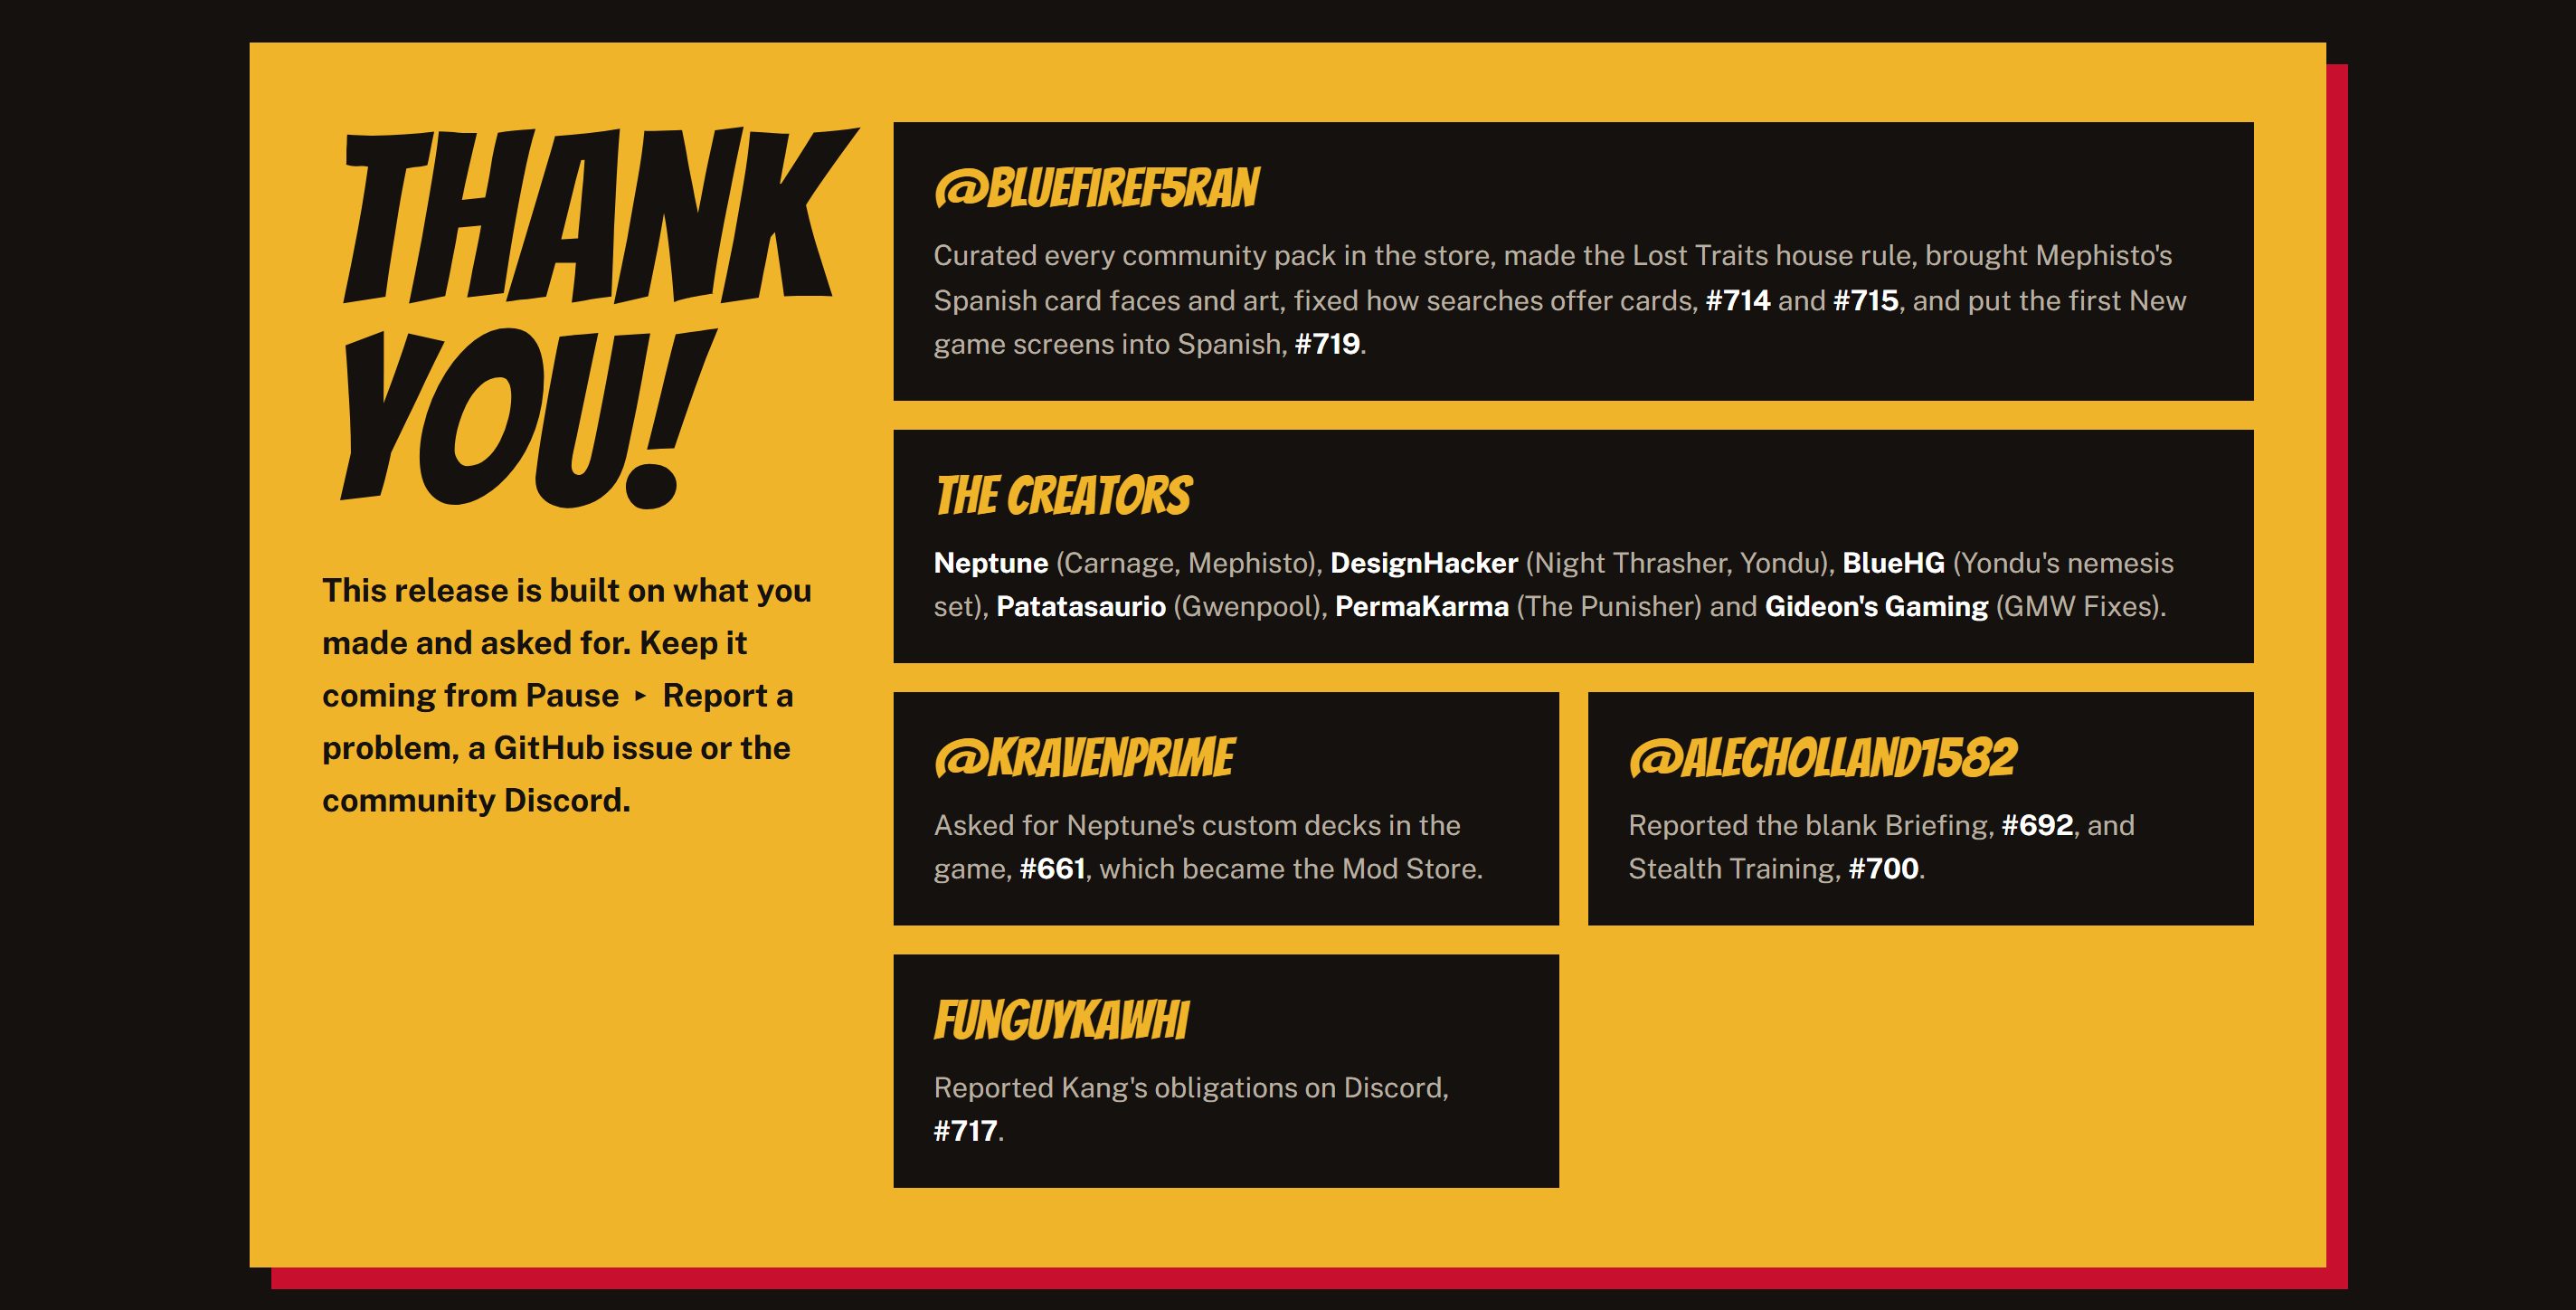 THANK
YOU!
This release is built on what you
made and asked for. Keep it
coming from Pause ▸ Report a
problem, a GitHub issue or the
community Discord.
@BLUEFIREF5RAN
Curated every community pack in the store, made the Lost Traits house rule, brought Mephisto's
Spanish card faces and art, fixed how searches offer cards, #714 and #715, and put the first New
game screens into Spanish, #719.
THE CREATORS
Neptune (Carnage, Mephisto), DesignHacker (Night Thrasher, Yondu), BlueHG (Yondu's nemesis
set), Patatasaurio (Gwenpool), PermaKarma (The Punisher) and Gideon's Gaming (GMW Fixes).
@KRAVENPRIME
Asked for Neptune's custom decks in the
game, #661, which became the Mod Store.
@ALECHOLLAND1582
Reported the blank Briefing, #692, and
Stealth Training, #700.
FUNGUYKAWHI
Reported Kang's obligations on Discord,
#717.